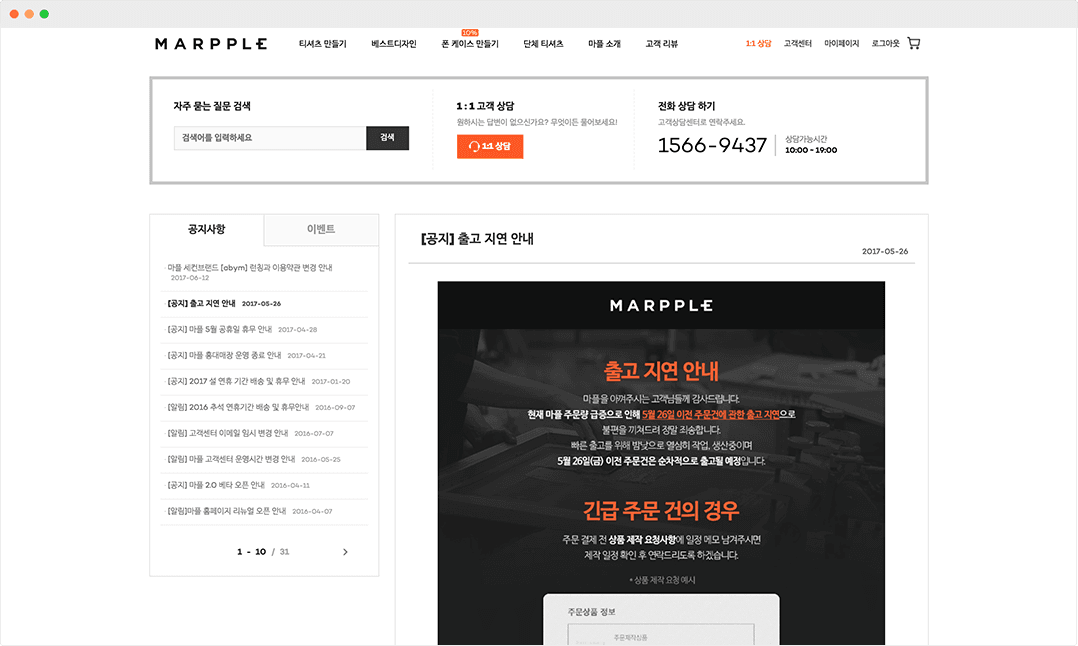 MARPPLE
티셔츠 만들기
베스트디자인
10%
폰 케이스 만들기
단체 티셔츠
마플 소개
고객 리뷰
1:1 상담
고객센터
마이페이지
로그아웃
자주 묻는 질문 검색
검색어를 입력하세요
검색
1 : 1 고객 상담
원하시는 답변이 없으신가요? 무엇이든 물어보세요!
1:1 상담
전화 상담 하기
고객상담센터로 연락주세요.
1566-9437
상담가능시간
10:00 - 19:00
공지사항
이벤트
· 마플 세컨브랜드 [obym] 런칭과 이용약관 변경 안내
2017-06-12
· [공지] 출고 지연 안내 2017-05-26
· [공지] 마플 5월 공휴일 휴무 안내 2017-04-28
· [공지] 마플 홍대매장 운영 종료 안내 2017-04-21
· [공지] 2017 설 연휴 기간 배송 및 휴무 안내 2017-01-20
· [알림] 2016 추석 연휴기간 배송 및 휴무안내 2016-09-07
· [알림] 고객센터 이메일 임시 변경 안내 2016-07-07
· [알림] 마플 고객센터 운영시간 변경 안내 2016-05-25
· [공지] 마플 2.0 베타 오픈 안내 2016-04-11
· [알림]마플 홈페이지 리뉴얼 오픈 안내 2016-04-07
1 - 10 / 31
[공지] 출고 지연 안내
2017-05-26
MARPPLE
출고 지연 안내
마플을 아껴주시는 고객님들께 감사드립니다.
현재 마플 주문량 급증으로 인해 5월 26일 이전 주문건에 관한 출고 지연으로
불편을 끼쳐드려 정말 죄송합니다.
빠른 출고를 위해 밤낮으로 열심히 작업, 생산중이며
5월 26일(금) 이전 주문건은 순차적으로 출고될 예정입니다.
긴급 주문 건의 경우
주문 결제 전 상품 제작 요청사항에 일정 메모 남겨주시면
제작 일정 확인 후 연락드리도록 하겠습니다.
* 상품 제작 요청 예시
주문상품 정보